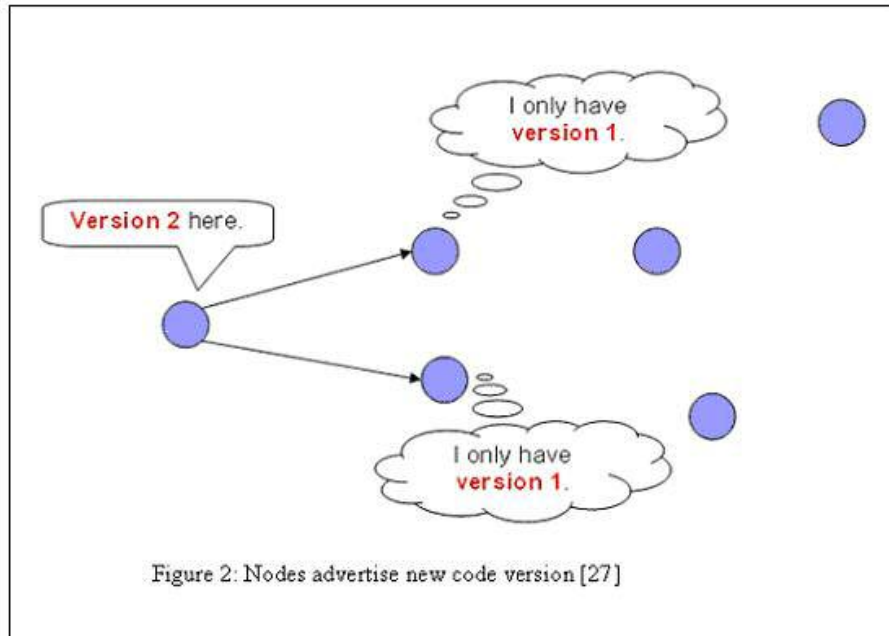 I only have
version 1.
Version 2 here.
I only have
version 1.
Figure 2: Nodes advertise new code version [27]